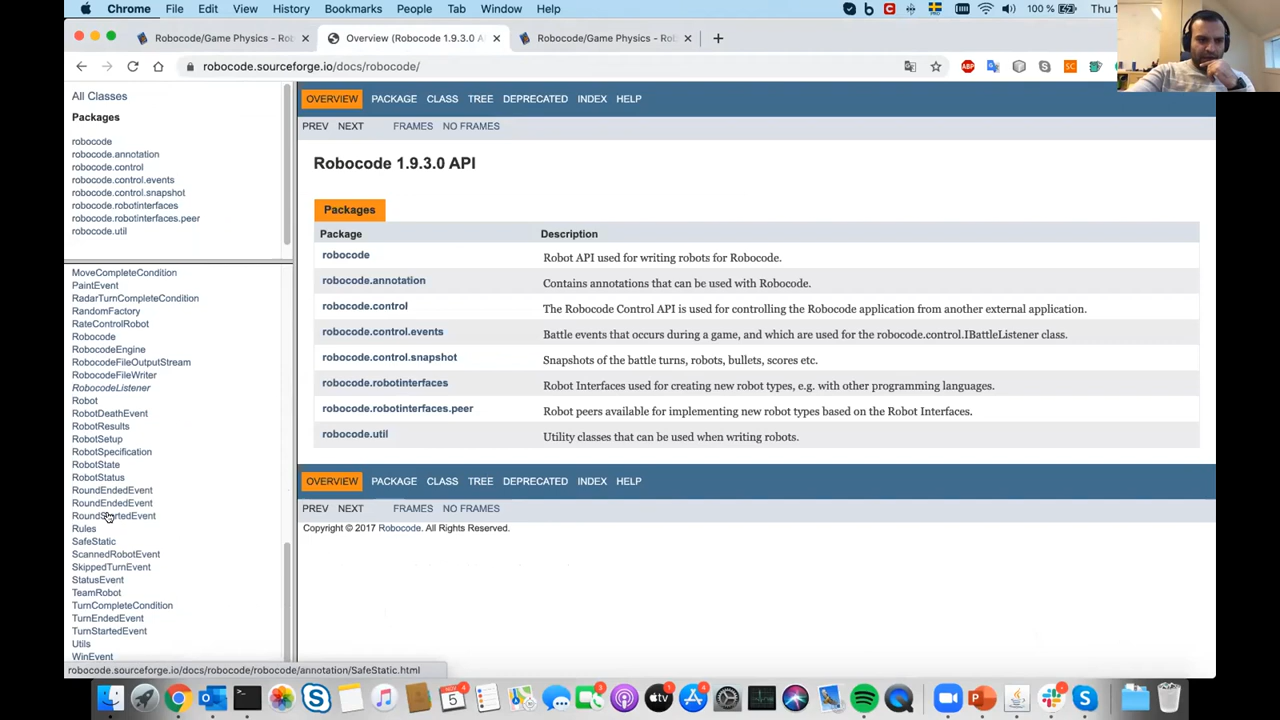 Chrome File Edit View History Bookmarks People Tab Window Help 100 % Thu 1
Robocode/Game Physics - Rob × Overview (Robocode 1.9.3.0 A × Robocode/Game Physics - Rob × +
robocode.sourceforge.io/docs/robocode/ ABP SC
All Classes
Packages
robocode
robocode.annotation
robocode.control
robocode.control.events
robocode.control.snapshot
robocode.robotinterfaces
robocode.robotinterfaces.peer
robocode.util
MoveCompleteCondition
PaintEvent
RadarTurnCompleteCondition
RandomFactory
RateControlRobot
Robocode
RobocodeEngine
RobocodeFileOutputStream
RobocodeFileWriter
RobocodeListener
Robot
RobotDeathEvent
RobotResults
RobotSetup
RobotSpecification
RobotState
RobotStatus
RoundEndedEvent
RoundEndedEvent
RoundStartedEvent
Rules
SafeStatic
ScannedRobotEvent
SkippedTurnEvent
StatusEvent
TeamRobot
TurnCompleteCondition
TurnEndedEvent
TurnStartedEvent
Utils
WinEvent
robocode.sourceforge.io/docs/robocode/robocode/annotation/SafeStatic.html
OVERVIEW PACKAGE CLASS TREE DEPRECATED INDEX HELP
PREV NEXT FRAMES NO FRAMES
Robocode 1.9.3.0 API
Packages
Package Description
robocode Robot API used for writing robots for Robocode.
robocode.annotation Contains annotations that can be used with Robocode.
robocode.control The Robocode Control API is used for controlling the Robocode application from another external application.
robocode.control.events Battle events that occurs during a game, and which are used for the robocode.control.IBattleListener class.
robocode.control.snapshot Snapshots of the battle turns, robots, bullets, scores etc.
robocode.robotinterfaces Robot Interfaces used for creating new robot types, e.g. with other programming languages.
robocode.robotinterfaces.peer Robot peers available for implementing new robot types based on the Robot Interfaces.
robocode.util Utility classes that can be used when writing robots.
OVERVIEW PACKAGE CLASS TREE DEPRECATED INDEX HELP
PREV NEXT FRAMES NO FRAMES
Copyright © 2017 Robocode. All Rights Reserved.